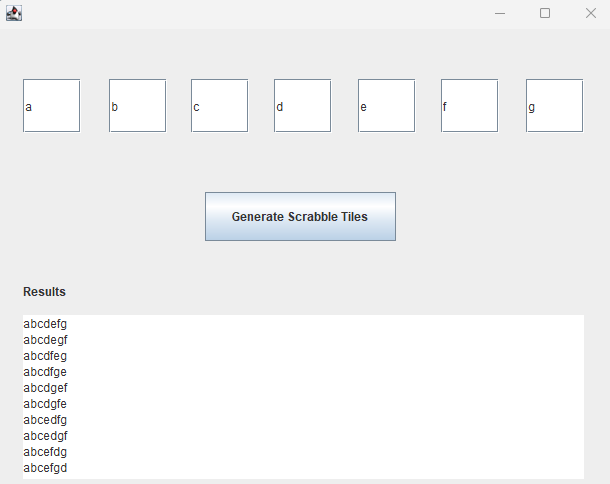 a b c d e f g
Generate Scrabble Tiles
Results
abcdefg
abcdegf
abcdfeg
abcdfge
abcdgef
abcdgfe
abcedfg
abcedgf
abcefdg
abcefgd